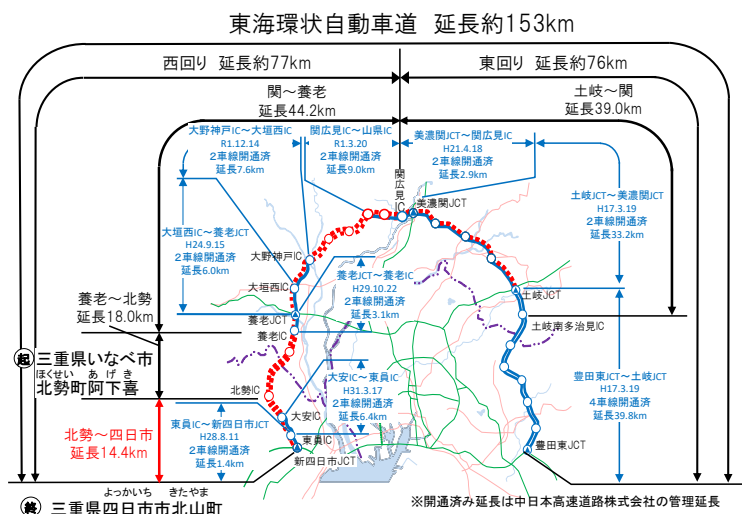 東海環状自動車道 延長約153km
西回り 延長約77km
東回り 延長約76km
関～養老
延長44.2km
土岐～関
延長39.0km
大野神戸IC～大垣西IC
R1.12.14
2車線開通済
延長7.6km
関広見IC～山県IC
R1.3.20
2車線開通済
延長9.0km
美濃関JCT～関広見IC
H21.4.18
2車線開通済
延長2.9km
関広見IC
美濃関JCT
土岐JCT～美濃関JCT
H17.3.19
2車線開通済
延長33.2km
大垣西IC～養老JCT
H24.9.15
2車線開通済
延長6.0km
大野神戸IC
大垣西IC
養老JCT～養老IC
H29.10.22
2車線開通済
延長3.1km
養老～北勢
延長18.0km
養老JCT
養老IC
土岐JCT
土岐南多治見IC
起 三重県いなべ市
ほくせい あげき
北勢町阿下喜
北勢IC
大安IC～東員IC
H31.3.17
2車線開通済
延長6.4km
豊田東JCT～土岐JCT
H17.3.19
4車線開通済
延長39.8km
北勢～四日市
延長14.4km
東員IC～新四日市JCT
H28.8.11
2車線開通済
延長1.4km
大安IC
東員IC
新四日市JCT
豊田東JCT
よっかいち きたやま
終 三重県四日市市北山町
※開通済み延長は中日本高速道路株式会社の管理延長